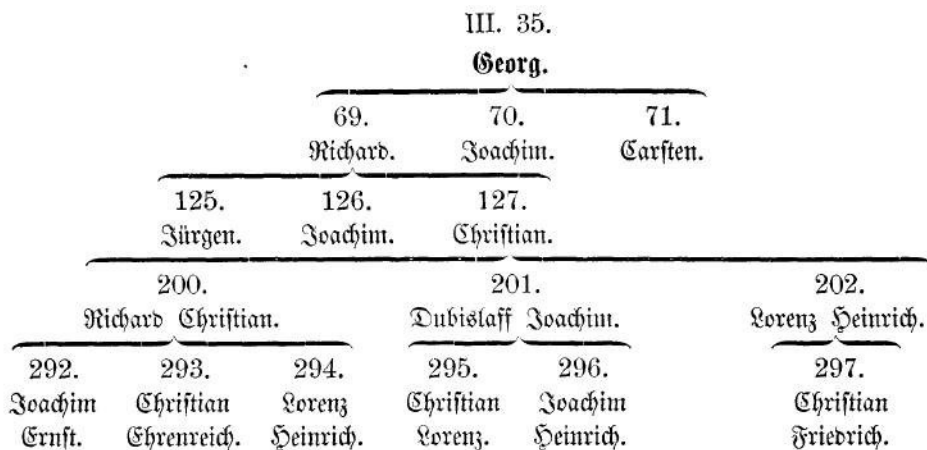 III. 35.
Georg.
69. 70. 71.
Richard. Joachim. Carsten.
125. 126. 127.
Jürgen. Joachim. Christian.
200. 201. 202.
Richard Christian. Dubislaff Joachim. Lorenz Heinrich.
292. 293. 294. 295. 296. 297.
Joachim Christian Lorenz Christian Joachim Christian
Ernst. Ehrenreich. Heinrich. Lorenz. Heinrich. Friedrich.